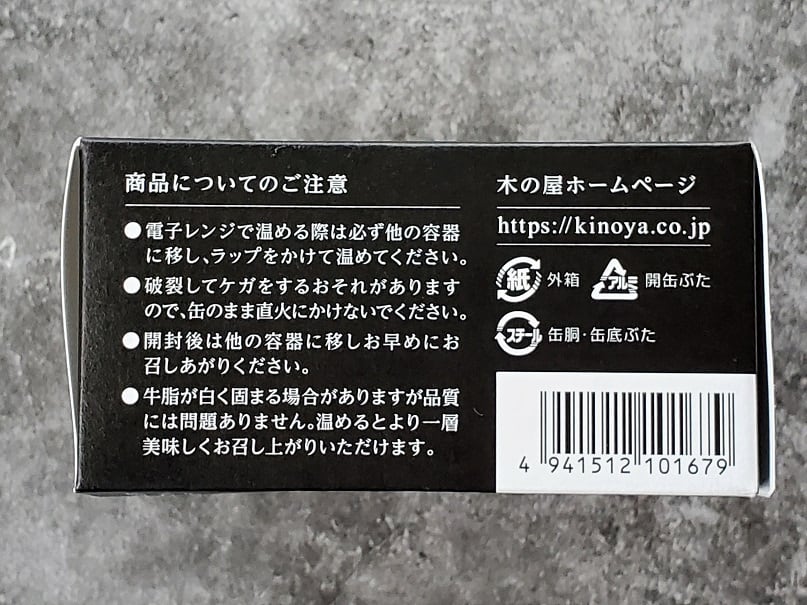 商品についてのご注意
●電子レンジで温める際は必ず他の容器
に移し、ラップをかけて温めてください。
●破裂してケガをするおそれがあります
ので、缶のまま直火にかけないでください。
●開封後は他の容器に移しお早めにお
召しあがりください。
●牛脂が白く固まる場合がありますが品質
には問題ありません。温めるとより一層
美味しくお召し上がりいただけます。
木の屋ホームページ
https://kinoya.co.jp
紙 外箱 アルミ 開缶ぶた
スチール 缶胴・缶底ぶた
4 941512 101679